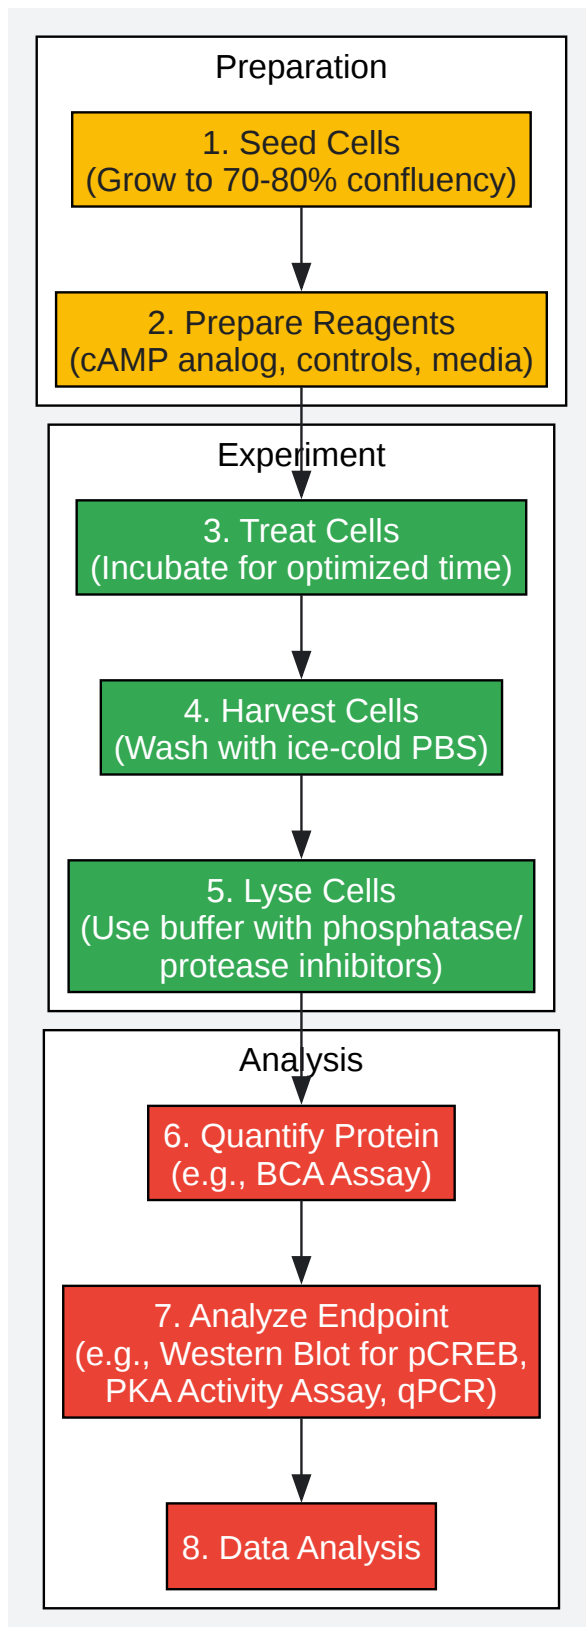 Preparation
1. Seed Cells
(Grow to 70-80% confluency)
2. Prepare Reagents
(cAMP analog, controls, media)
Experiment
3. Treat Cells
(Incubate for optimized time)
4. Harvest Cells
(Wash with ice-cold PBS)
5. Lyse Cells
(Use buffer with phosphatase/
protease inhibitors)
Analysis
6. Quantify Protein
(e.g., BCA Assay)
7. Analyze Endpoint
(e.g., Western Blot for pCREB,
PKA Activity Assay, qPCR)
8. Data Analysis